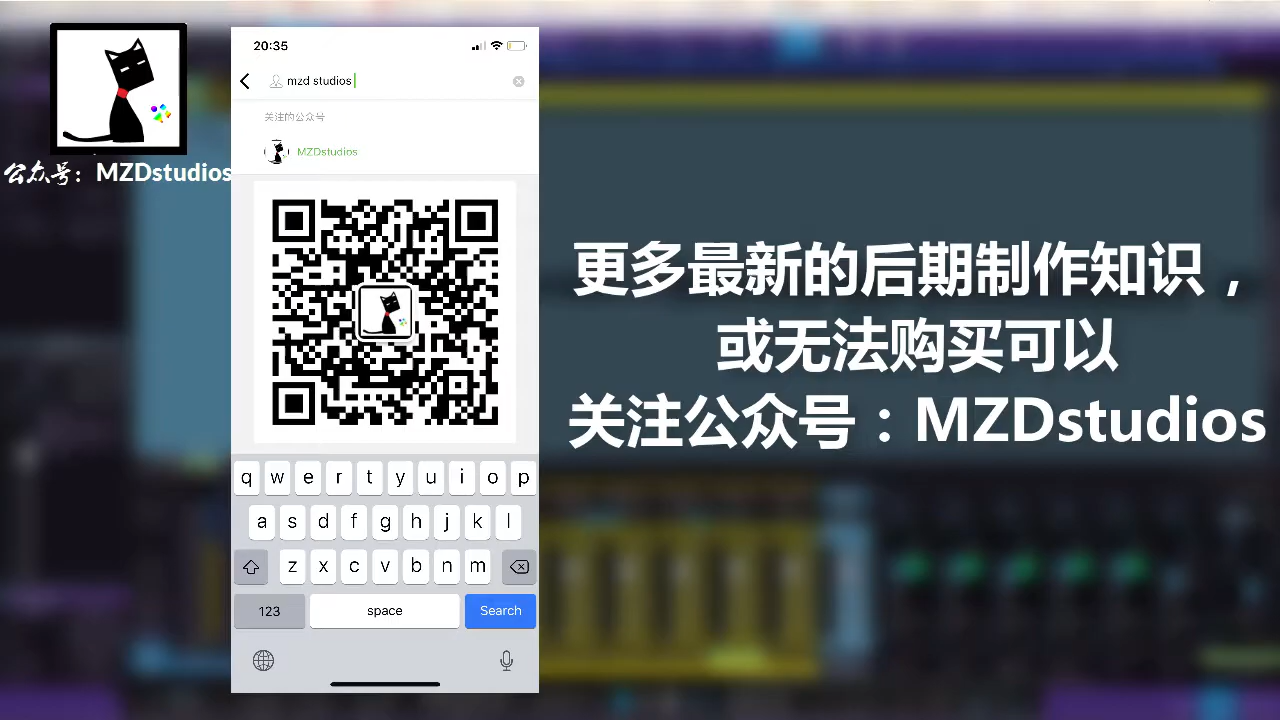 公众号：MZDstudios
20:35
mzd studios
关注的公众号
MZDstudios
q w e r t y u i o p
a s d f g h j k l
z x c v b n m
123 space Search
更多最新的后期制作知识，
或无法购买可以
关注公众号：MZDstudios